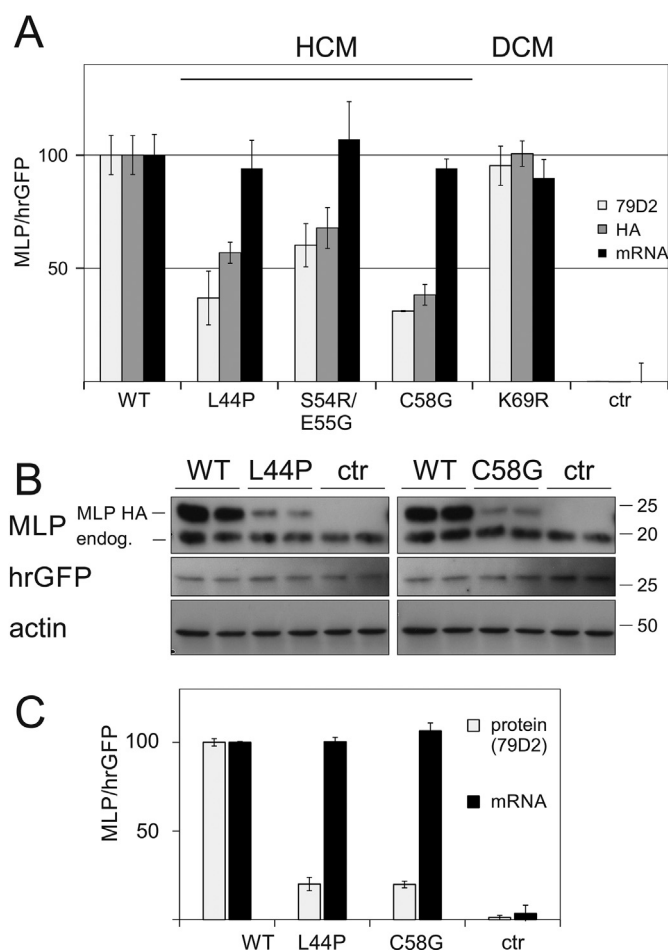 A
HCM
DCM
MLP/hrGFP
100
50
79D2
HA
mRNA
WT
L44P
S54R/
E55G
C58G
K69R
ctr
B
WT L44P ctr
WT C58G ctr
MLP
MLP HA
endog.
25
20
hrGFP
25
actin
50
C
MLP/hrGFP
100
50
protein
(79D2)
mRNA
WT
L44P
C58G
ctr